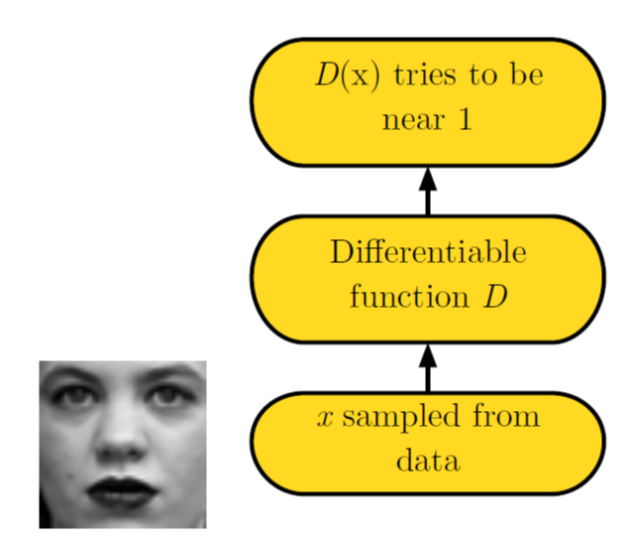 D(x) tries to be
near 1
Differentiable
function D
x sampled from
data